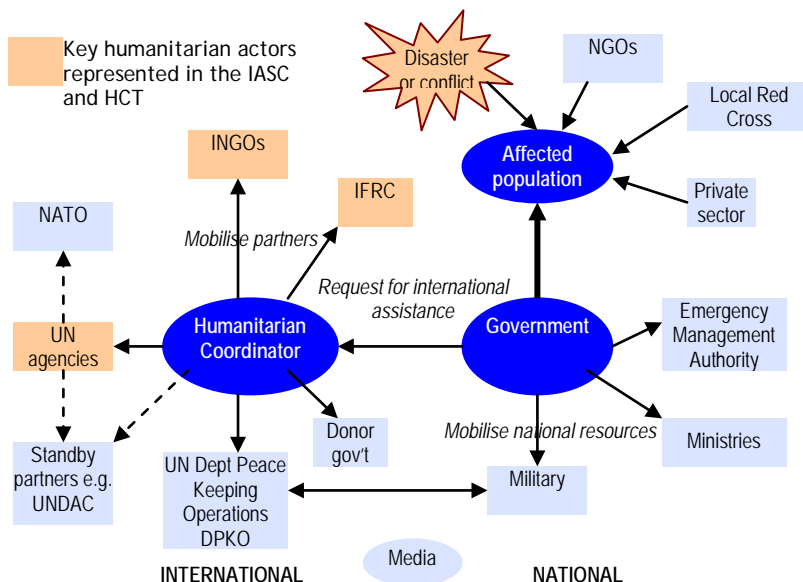 Key humanitarian actors
represented in the IASC
and HCT
Disaster
or conflict
NGOs
Local Red
Cross
INGOs
Affected
population
IFRC
Private
sector
NATO
Mobilise partners
Request for international
assistance
UN
agencies
Humanitarian
Coordinator
Government
Emergency
Management
Authority
Donor
gov't
Mobilise national resources
Ministries
Standby
partners e.g.
UNDAC
UN Dept Peace
Keeping
Operations
DPKO
Military
Media
INTERNATIONAL
NATIONAL